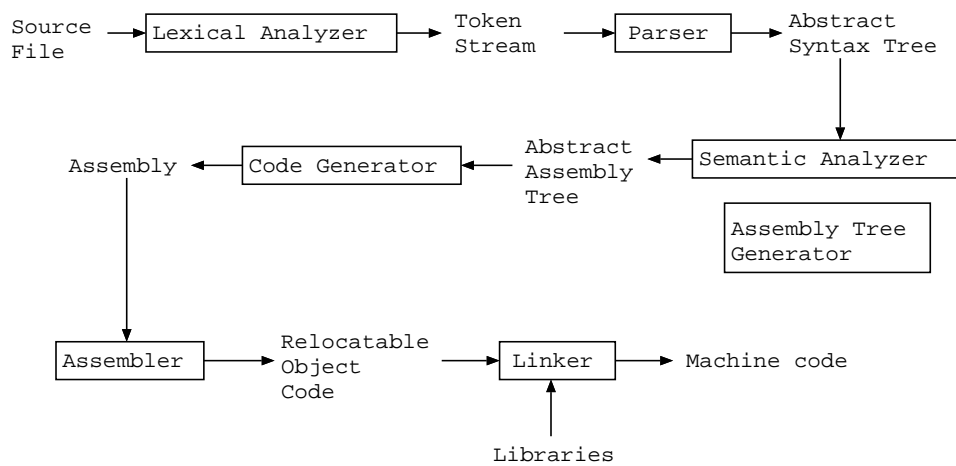 Source
File
Lexical Analyzer
Token
Stream
Parser
Abstract
Syntax Tree
Assembly
Code Generator
Abstract
Assembly
Tree
Semantic Analyzer
Assembly Tree
Generator
Assembler
Relocatable
Object
Code
Linker
Machine code
Libraries